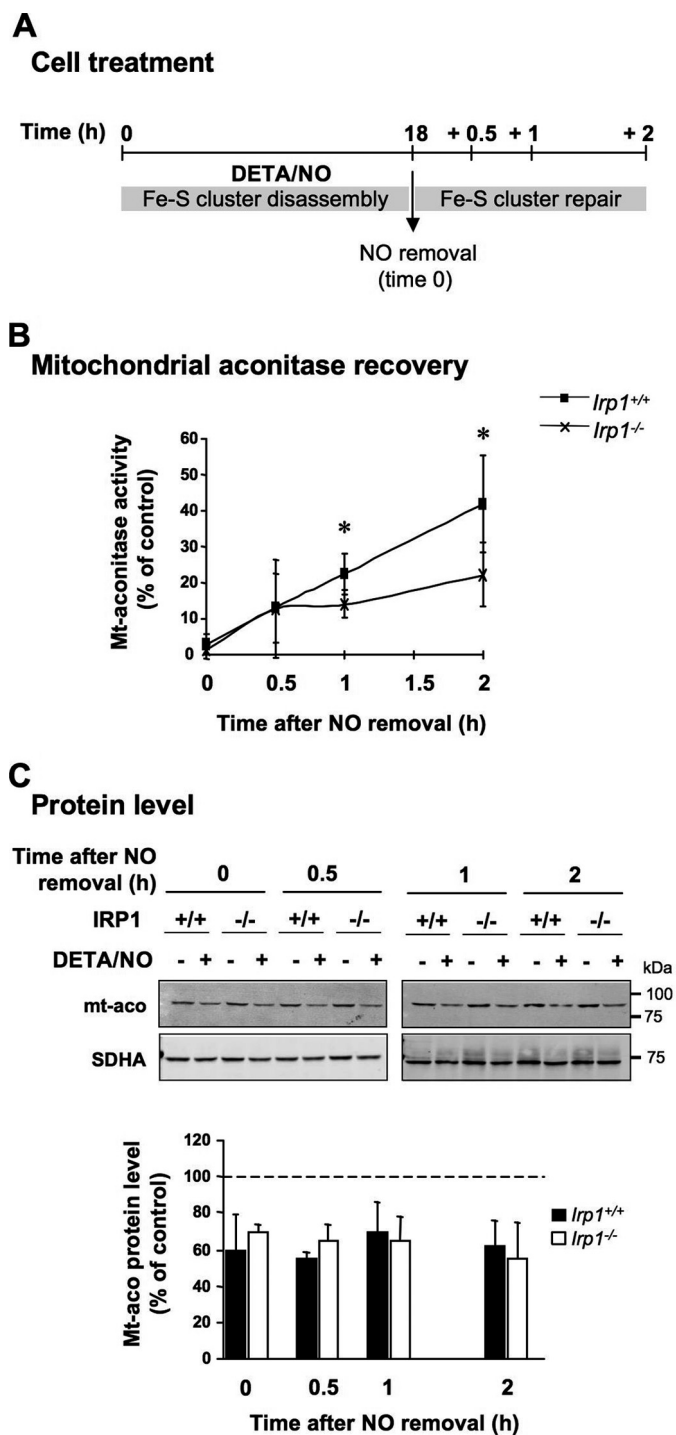 A
Cell treatment
Time (h) 0 18 + 0.5 + 1 + 2
DETA/NO
Fe-S cluster disassembly Fe-S cluster repair
NO removal
(time 0)
B
Mitochondrial aconitase recovery
Irp1+/+
Irp1-/-
Mt-aconitase activity
(% of control)
60
50
40
30
20
10
0
* *
0 0.5 1 1.5 2
Time after NO removal (h)
C
Protein level
Time after NO
removal (h) 0 0.5 1 2
IRP1 +/+ -/- +/+ -/- +/+ -/- +/+ -/-
DETA/NO - + - + - + - + - + - + - + - +
kDa
mt-aco 100
75
SDHA 75
Mt-aco protein level
(% of control)
120
100
80
60
40
20
0
Irp1+/+
Irp1-/-
0 0.5 1 2
Time after NO removal (h)